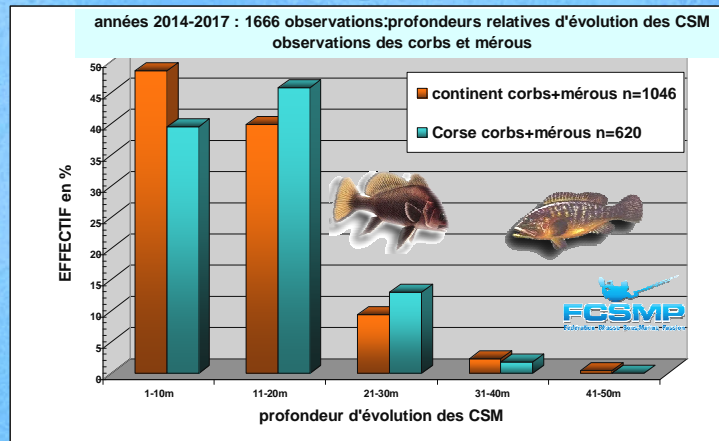 années 2014-2017 : 1666 observations:profondeurs relatives d'évolution des CSM
observations des corbs et mérous
50
45
40
35
30
25
20
15
10
5
0
EFFECTIF en %
continent corbs+mérous n=1046
Corse corbs+mérous n=620
FCSMP
1-10m
11-20m
21-30m
31-40m
41-50m
profondeur d'évolution des CSM